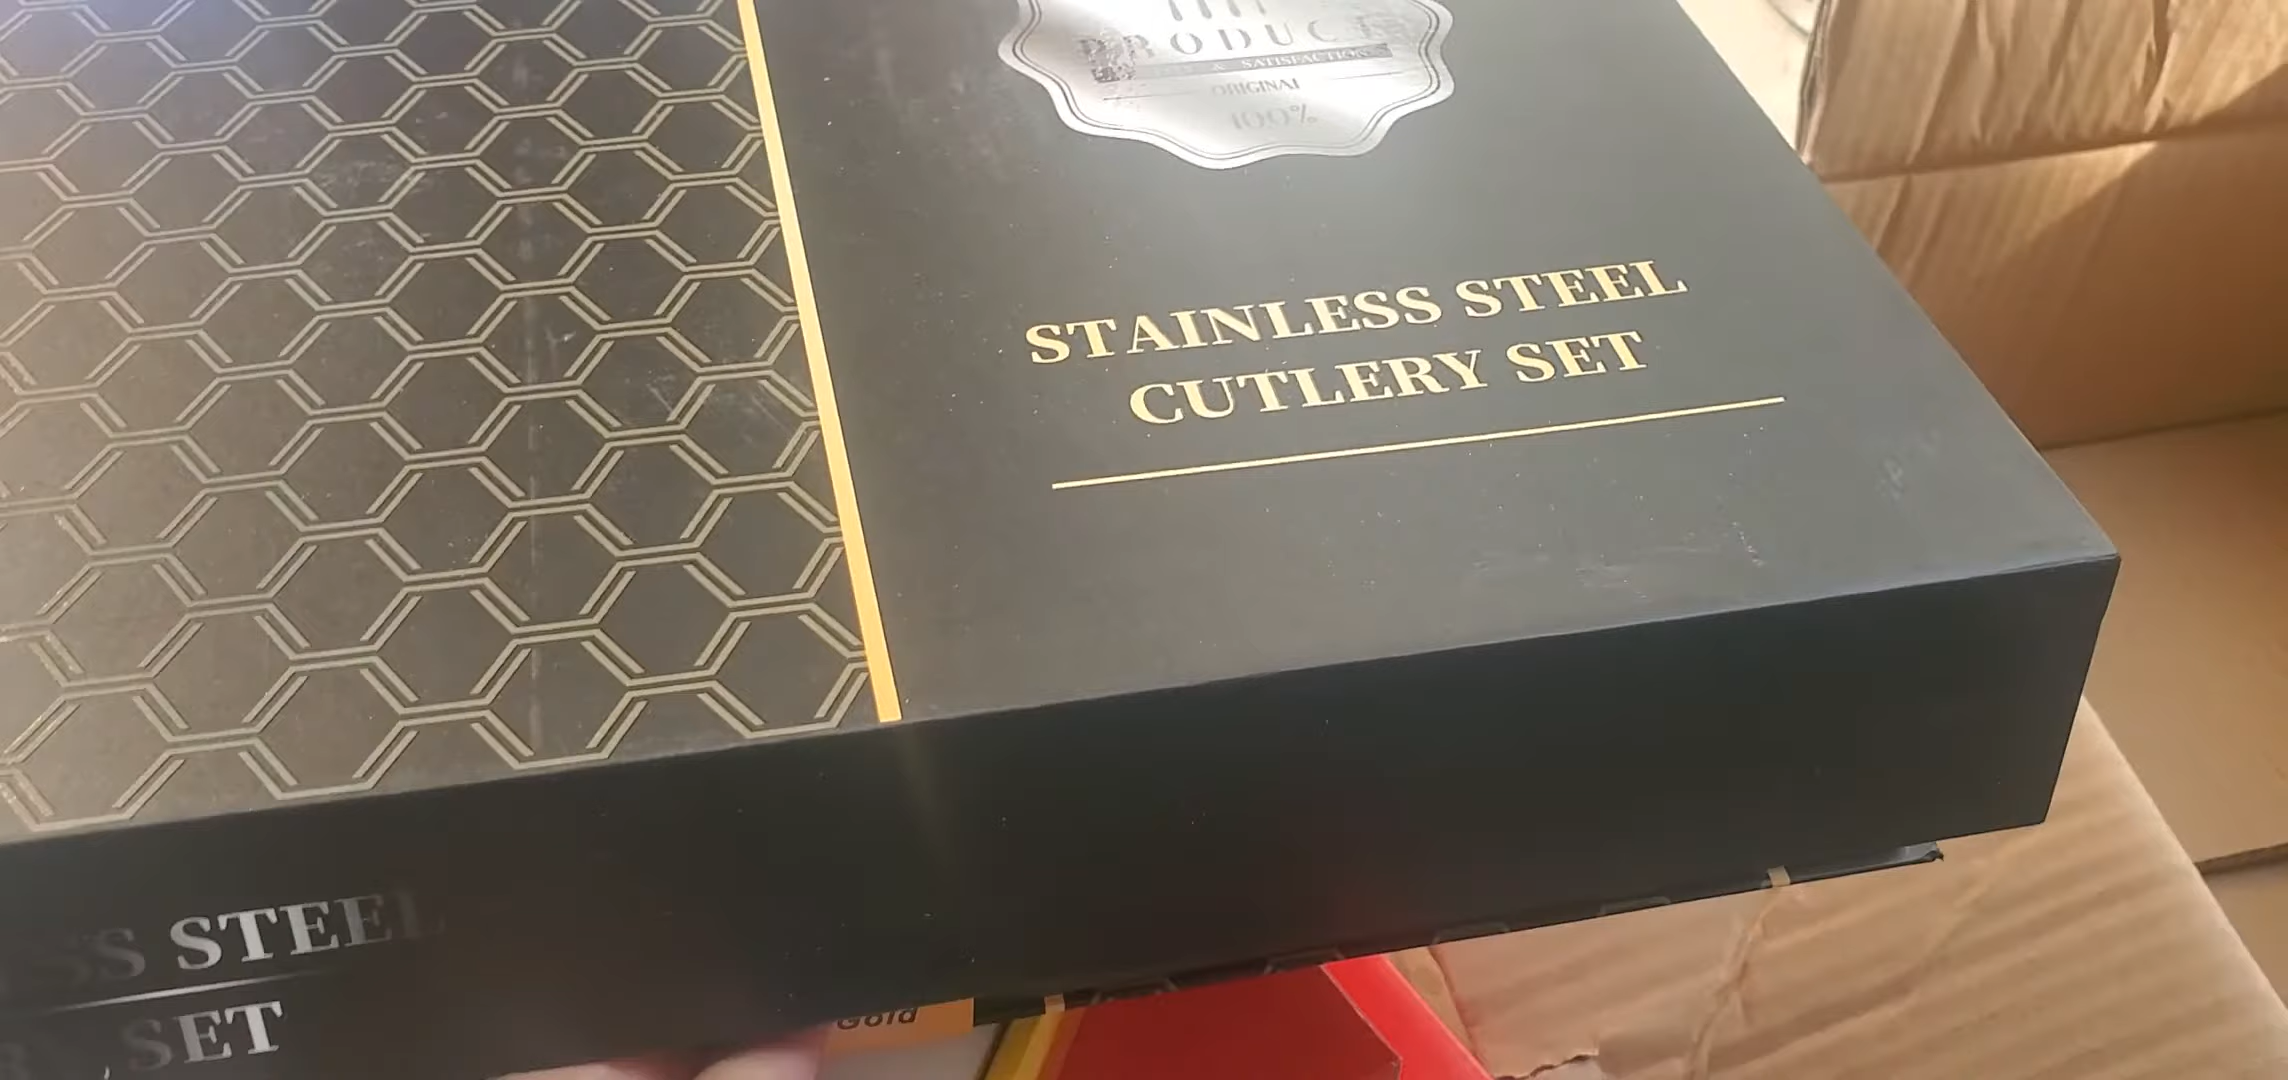 PRODUCT
& SATISFACTION
ORIGINAL
100%
STAINLESS STEEL
CUTLERY SET
SS STEEL
SET
Gold